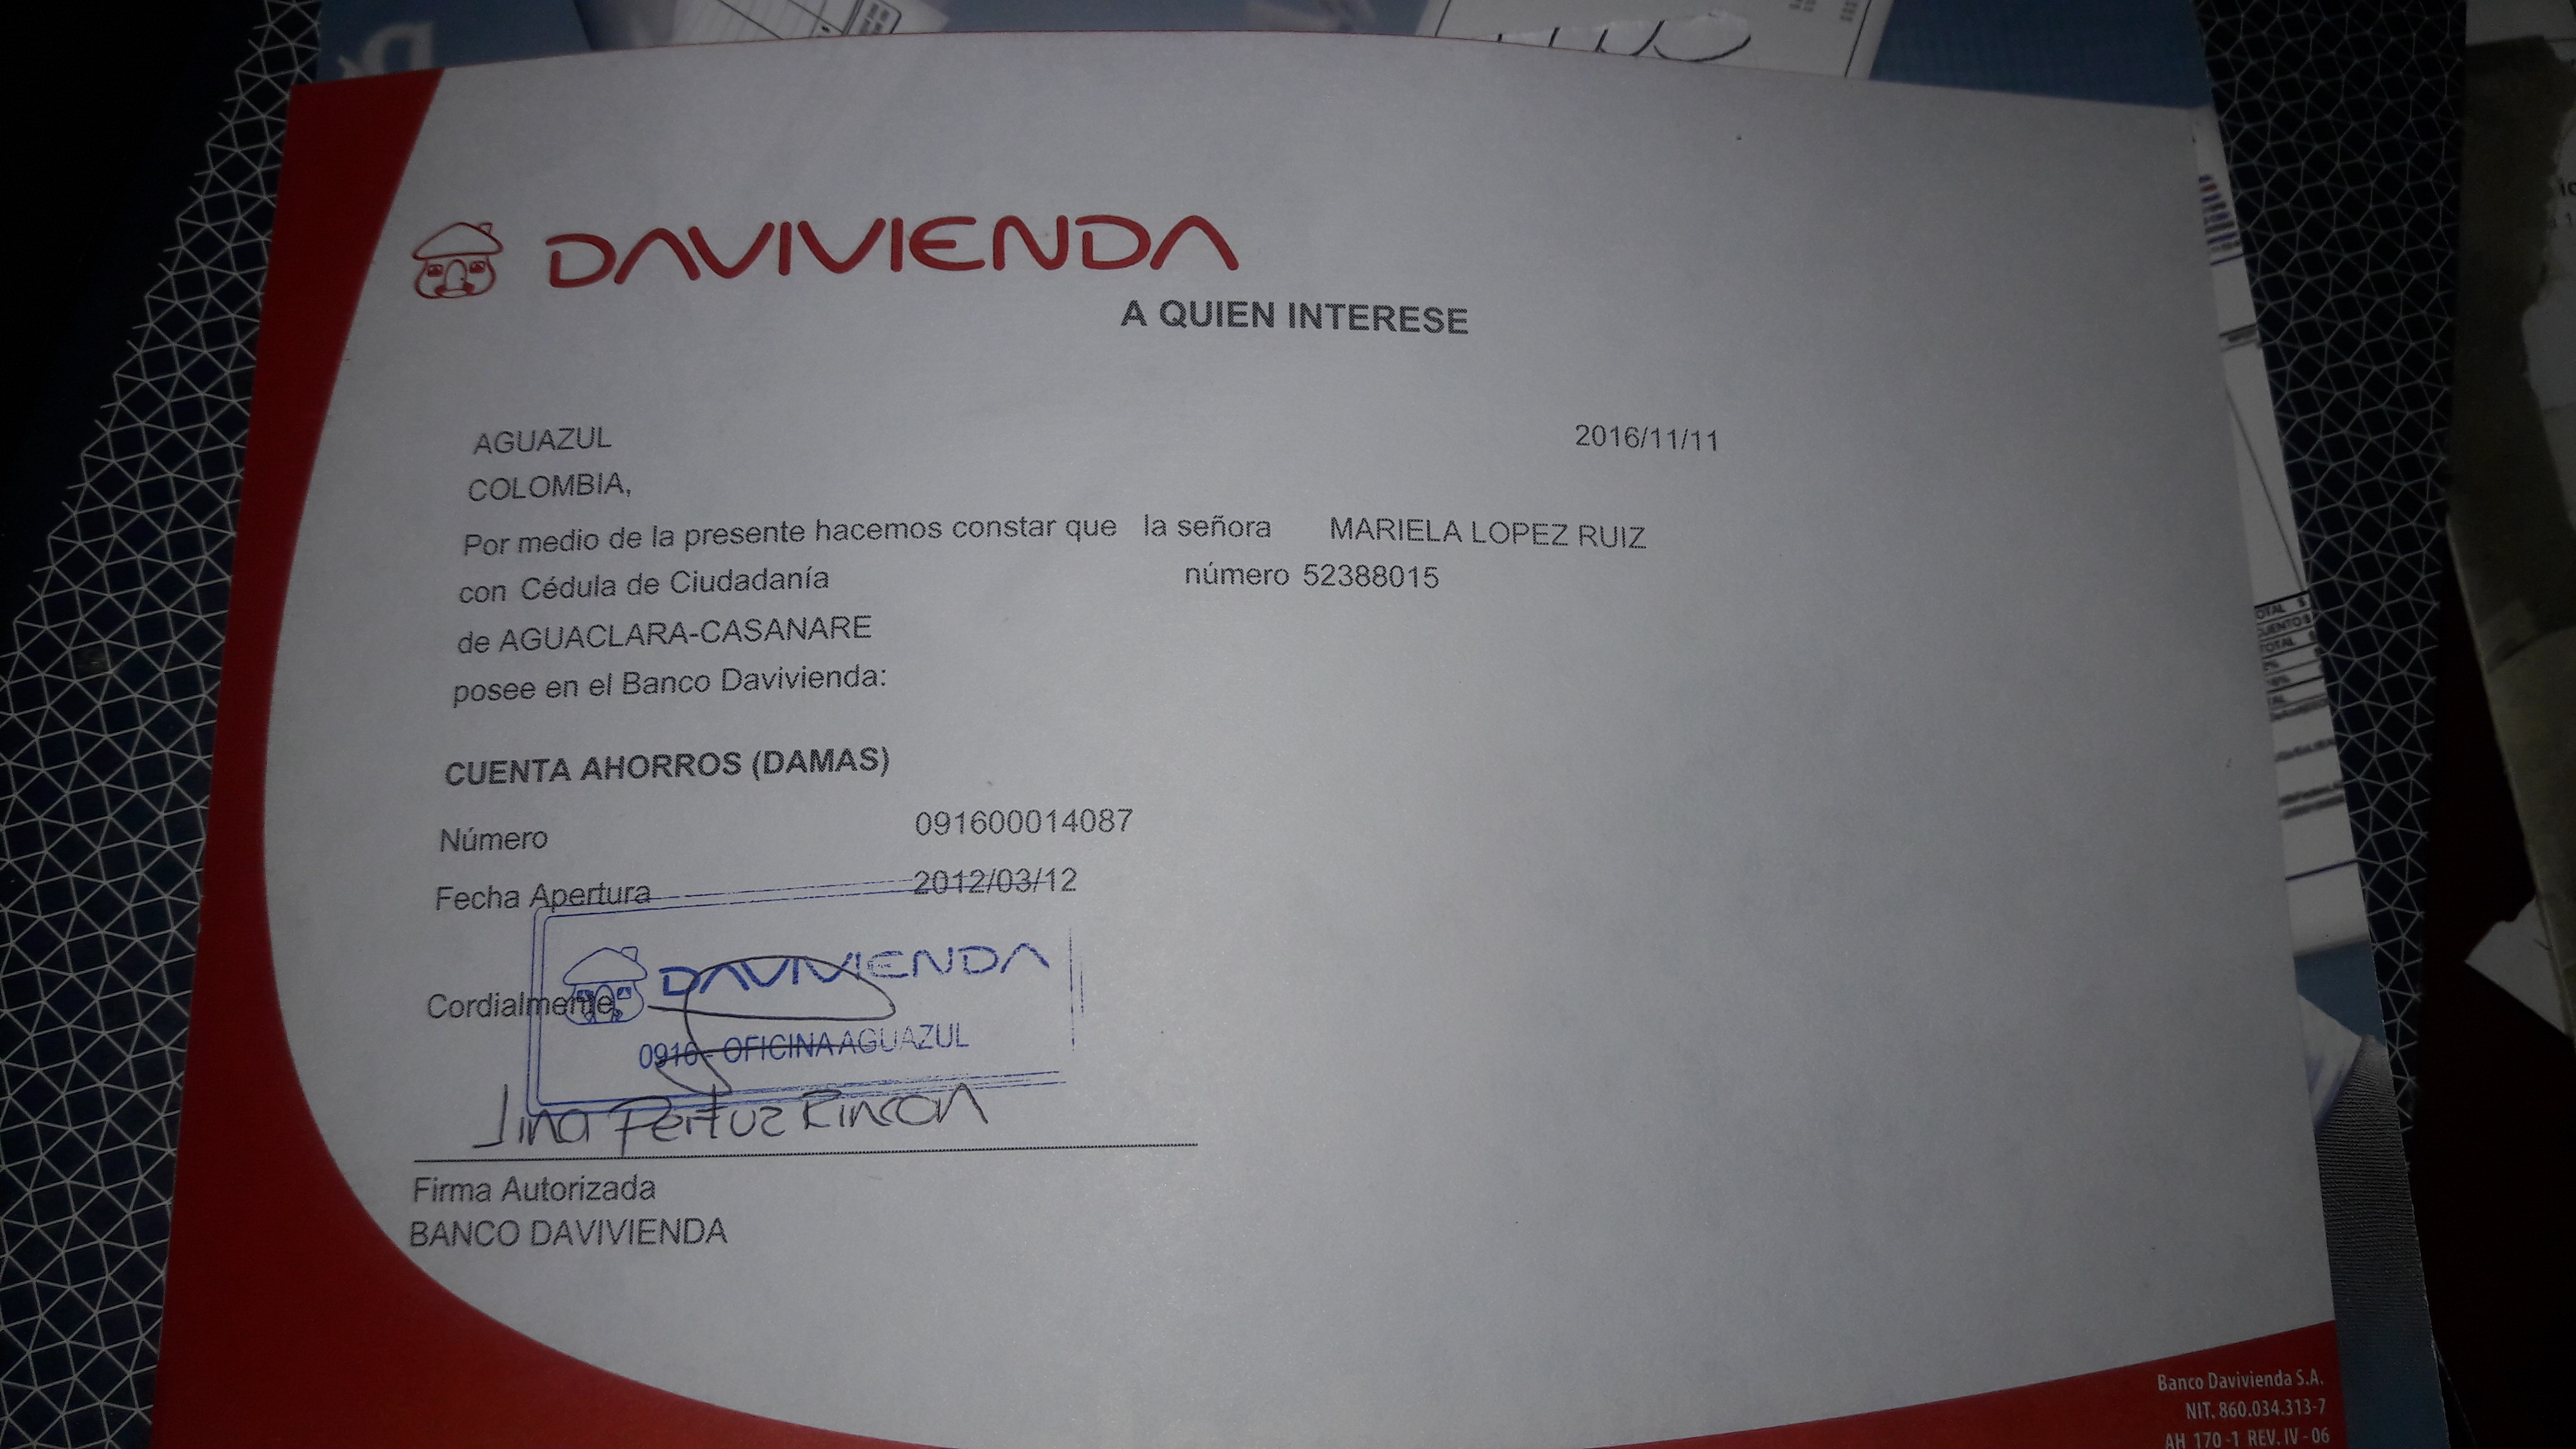 DAVIVIENDA
A QUIEN INTERESE
AGUAZUL 2016/11/11
COLOMBIA,
Por medio de la presente hacemos constar que la señora MARIELA LOPEZ RUIZ
con Cédula de Ciudadanía número 52388015
de AGUACLARA-CASANARE
posee en el Banco Davivienda:
CUENTA AHORROS (DAMAS)
Número 091600014087
Fecha Apertura 2012/03/12
DAVIVIENDA
Cordialmente,
0916 - OFICINA AGUAZUL
Lina Pertuz Rincon
Firma Autorizada
BANCO DAVIVIENDA
Banco Davivienda S.A.
NIT. 860.034.313-7
AH 170 -1 REV. IV - 06